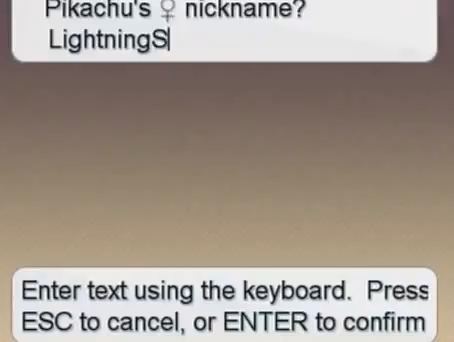 Pikachu's ♀ nickname?
LightningS
Enter text using the keyboard. Press
ESC to cancel, or ENTER to confirm